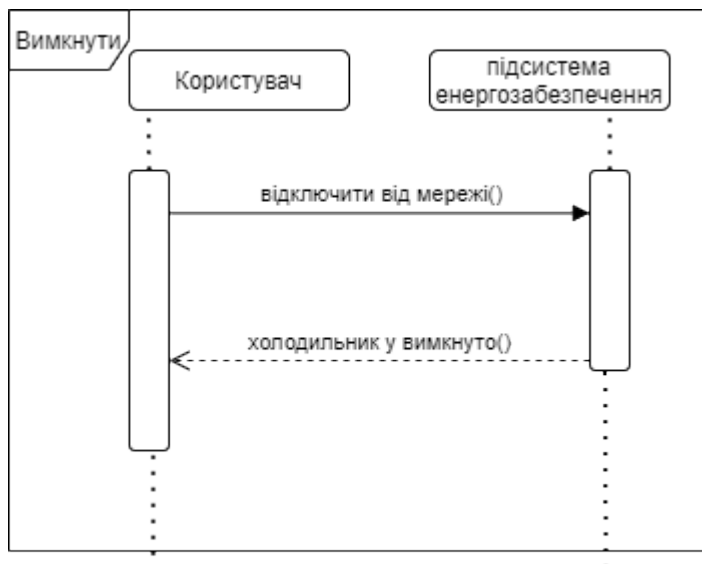 Вимкнути
Користувач
підсистема
енергозабезпечення
відключити від мережі()
холодильник у вимкнуто()